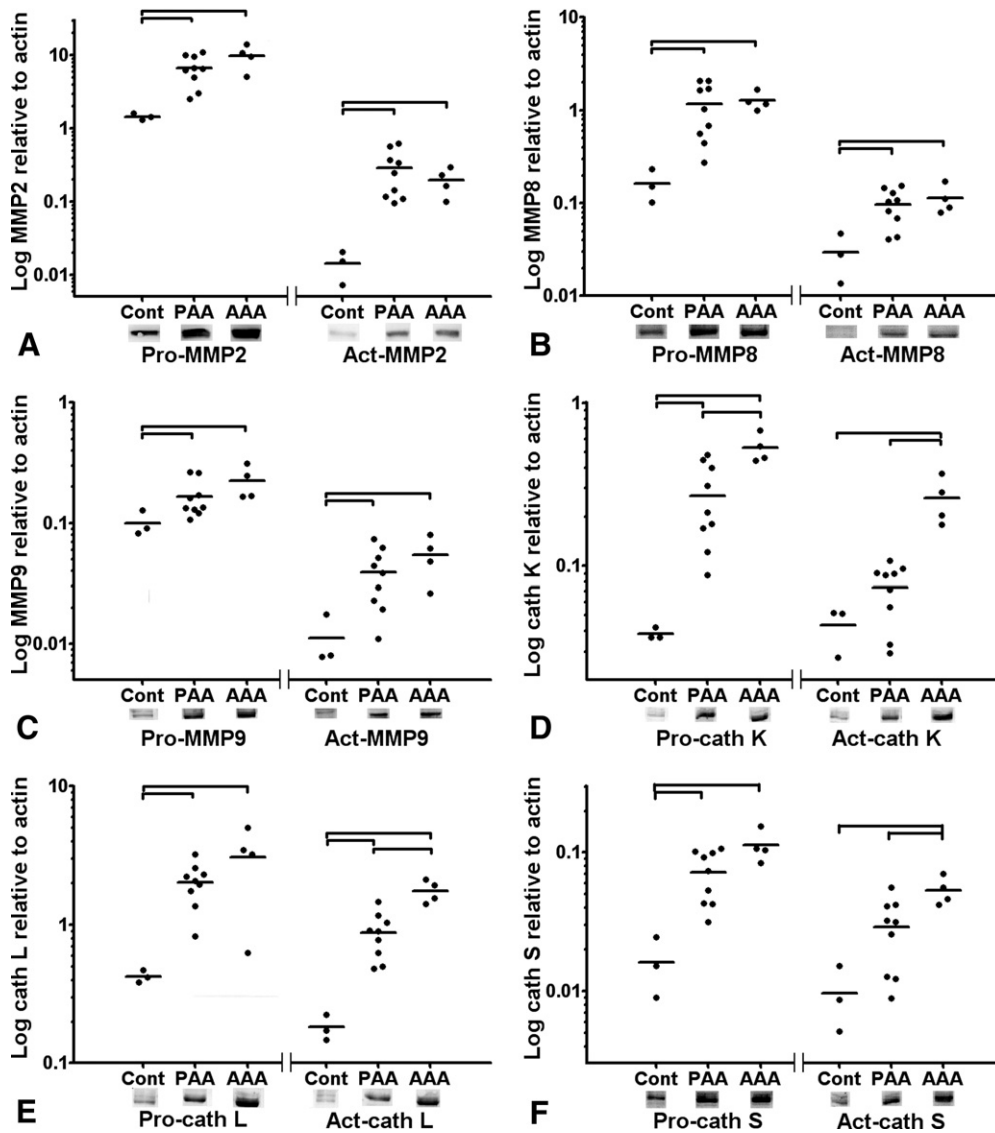 Log MMP2 relative to actin
10
1
0.1
0.01
Cont PAA AAA Cont PAA AAA
A Pro-MMP2 Act-MMP2
Log MMP8 relative to actin
10
1
0.1
0.01
Cont PAA AAA Cont PAA AAA
B Pro-MMP8 Act-MMP8
Log MMP9 relative to actin
1
0.1
0.01
Cont PAA AAA Cont PAA AAA
C Pro-MMP9 Act-MMP9
Log cath K relative to actin
1
0.1
Cont PAA AAA Cont PAA AAA
D Pro-cath K Act-cath K
Log cath L relative to actin
10
1
0.1
Cont PAA AAA Cont PAA AAA
E Pro-cath L Act-cath L
Log cath S relative to actin
0.1
0.01
Cont PAA AAA Cont PAA AAA
F Pro-cath S Act-cath S